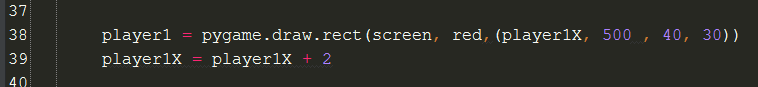 37
38 player1 = pygame.draw.rect(screen, red,(player1X, 500 , 40, 30))
39 player1X = player1X + 2
40